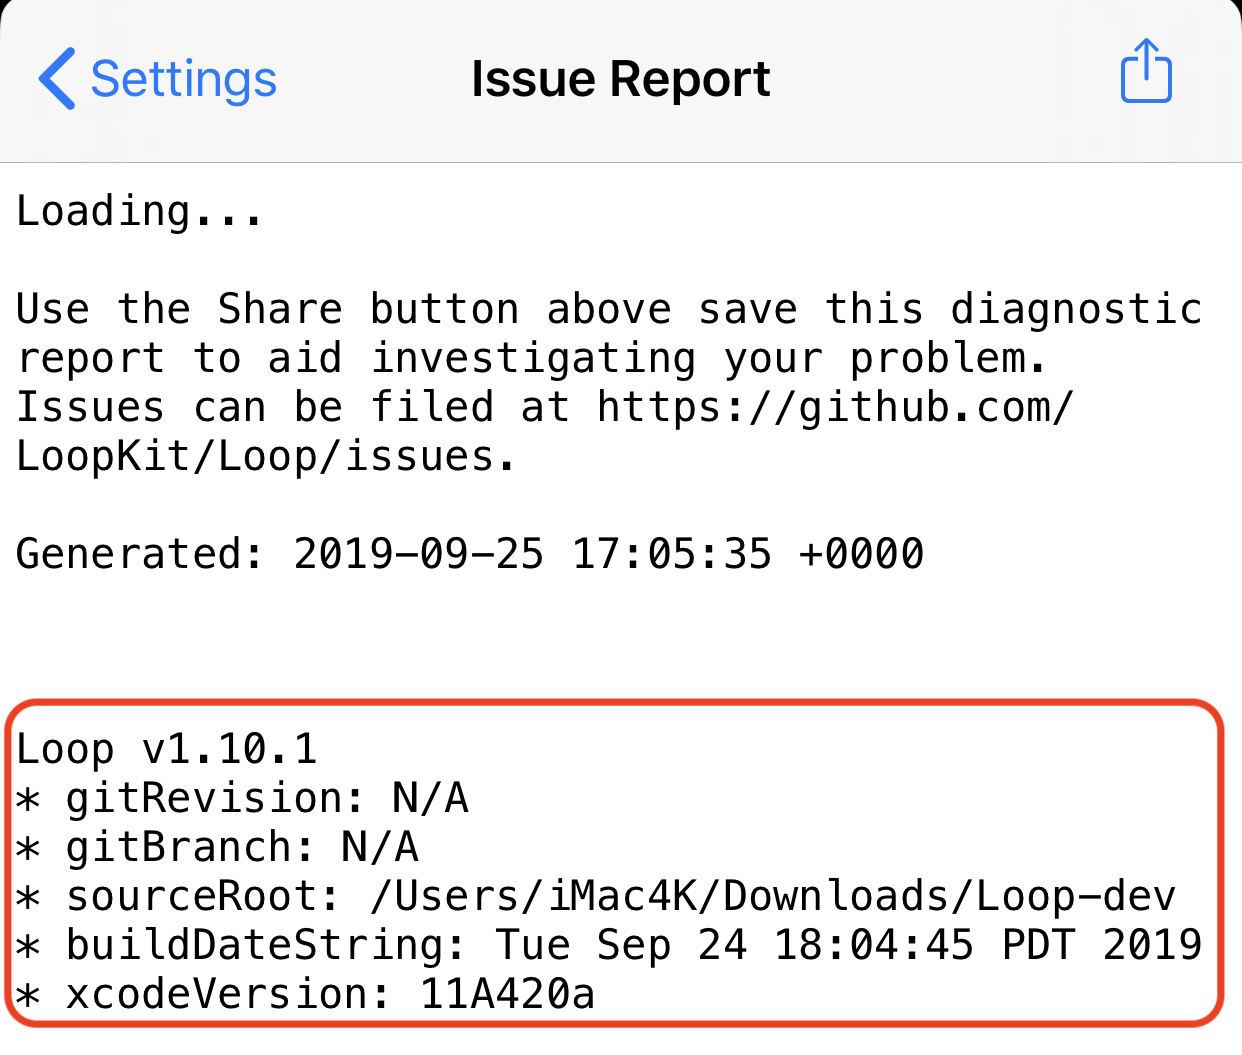 Settings
Issue Report
Loading...
Use the Share button above save this diagnostic
report to aid investigating your problem.
Issues can be filed at https://github.com/
LoopKit/Loop/issues.
Generated: 2019-09-25 17:05:35 +0000
Loop v1.10.1
* gitRevision: N/A
* gitBranch: N/A
* sourceRoot: /Users/iMac4K/Downloads/Loop-dev
* buildDateString: Tue Sep 24 18:04:45 PDT 2019
* xcodeVersion: 11A420a